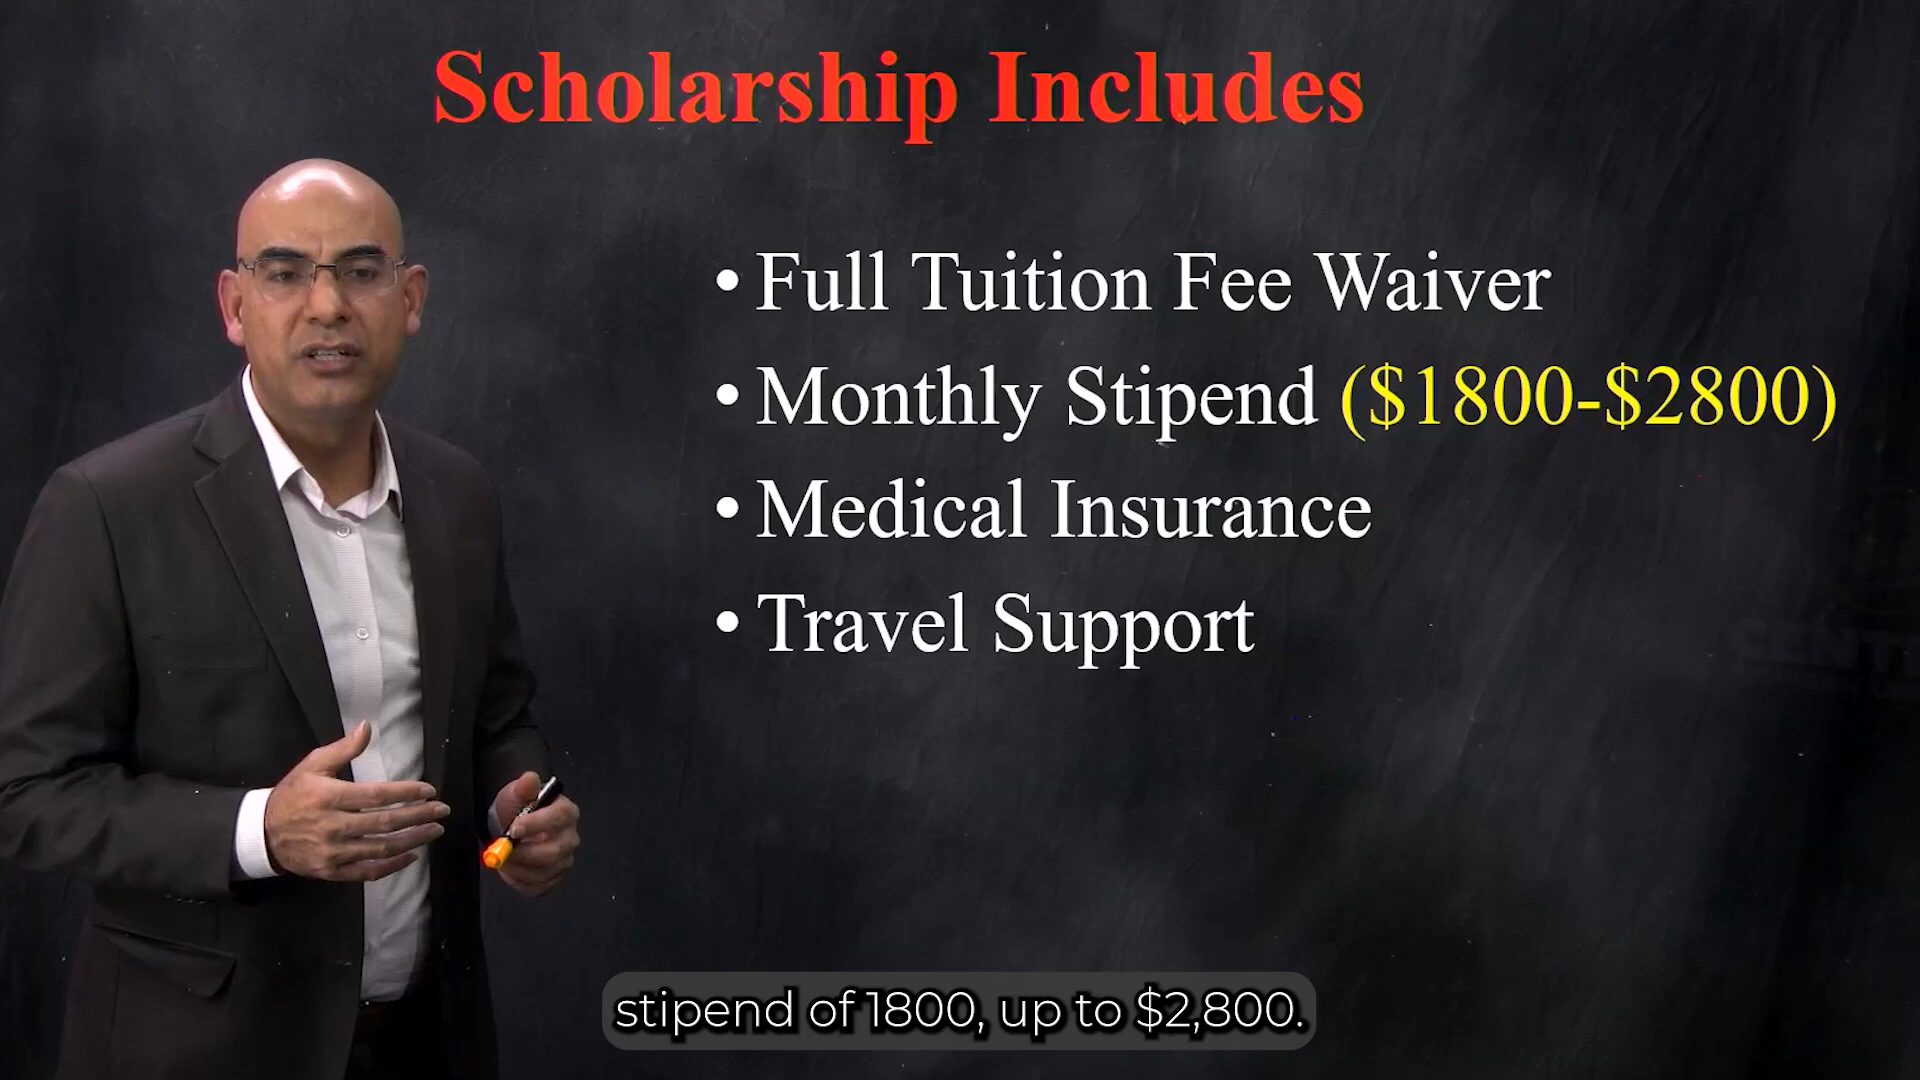 Scholarship Includes
• Full Tuition Fee Waiver
• Monthly Stipend ($1800-$2800)
• Medical Insurance
• Travel Support
stipend of 1800, up to $2,800.